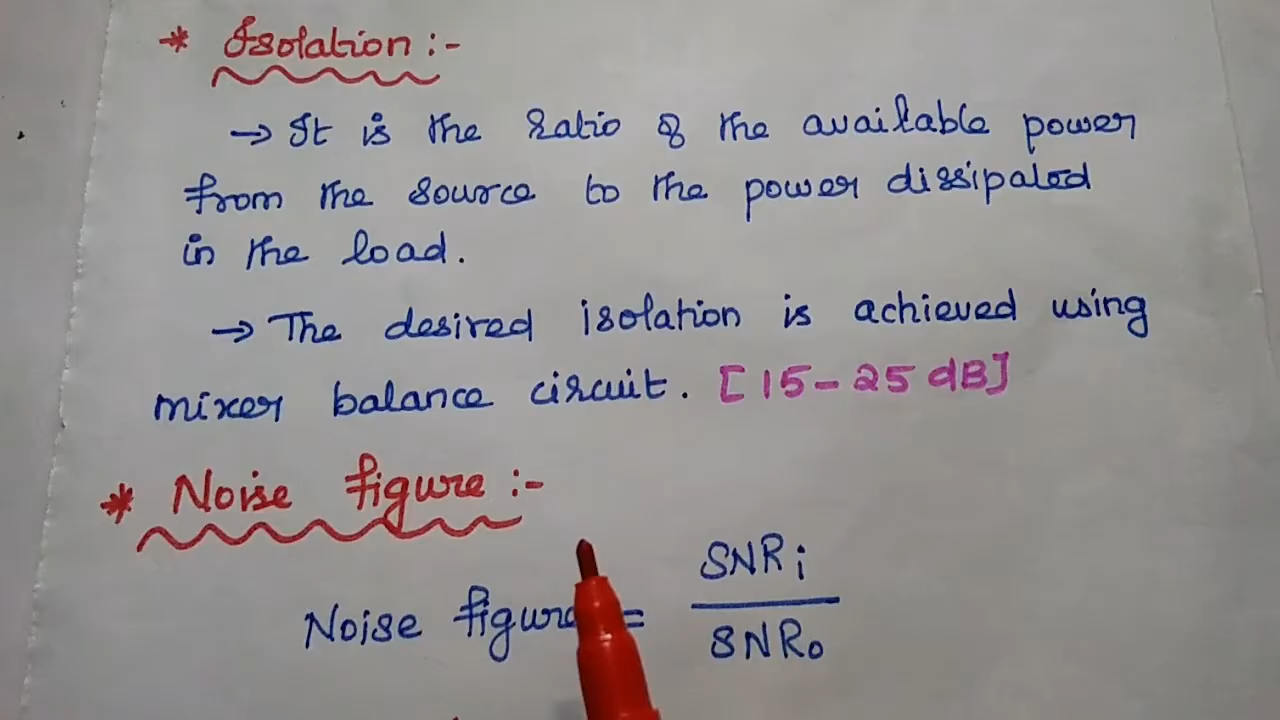 * Isolation :-
→ It is the ratio of the available power
from the source to the power dissipated
in the load.
→ The desired isolation is achieved using
mixer balance circuit. [15-25 dB]
* Noise figure :-
Noise figure = SNRi
SNRo